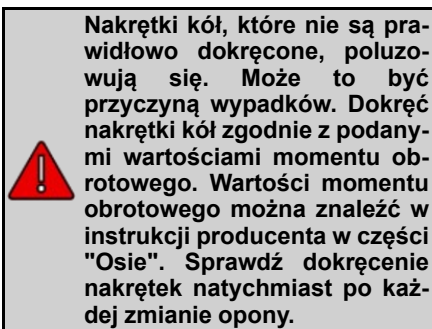 Nakrętki kół, które nie są pra-
widłowo dokręcone, poluzo-
wują się. Może to być
przyczyną wypadków. Dokręć
nakrętki kół zgodnie z podany-
mi wartościami momentu ob-
rotowego. Wartości momentu
obrotowego można znaleźć w
instrukcji producenta w części
"Osie". Sprawdź dokręcenie
nakrętek natychmiast po każ-
dej zmianie opony.